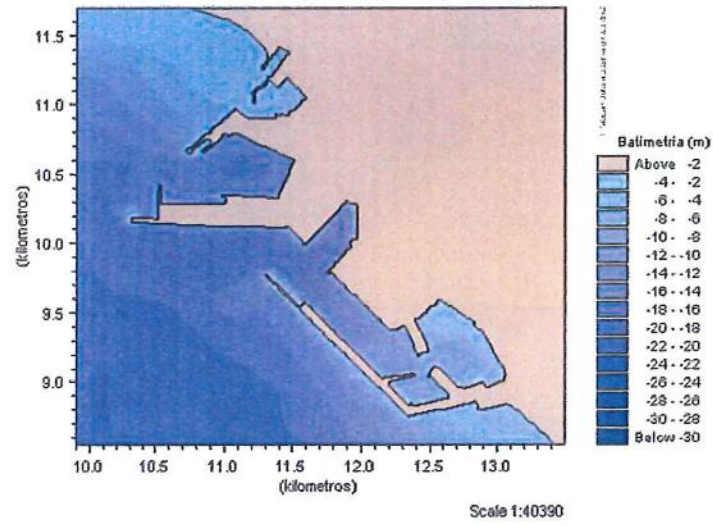 11.5
11.0
10.5
10.0
9.5
9.0
(kilometros)
10.0 10.5 11.0 11.5 12.0 12.5 13.0
(kilometros)
Scale 1:40390
Batimetria (m)
Above -2
-4 - -2
-6 - -4
-8 - -6
-10 - -8
-12 - -10
-14 - -12
-16 - -14
-18 - -16
-20 - -18
-22 - -20
-24 - -22
-26 - -24
-28 - -26
-30 - -28
Below -30